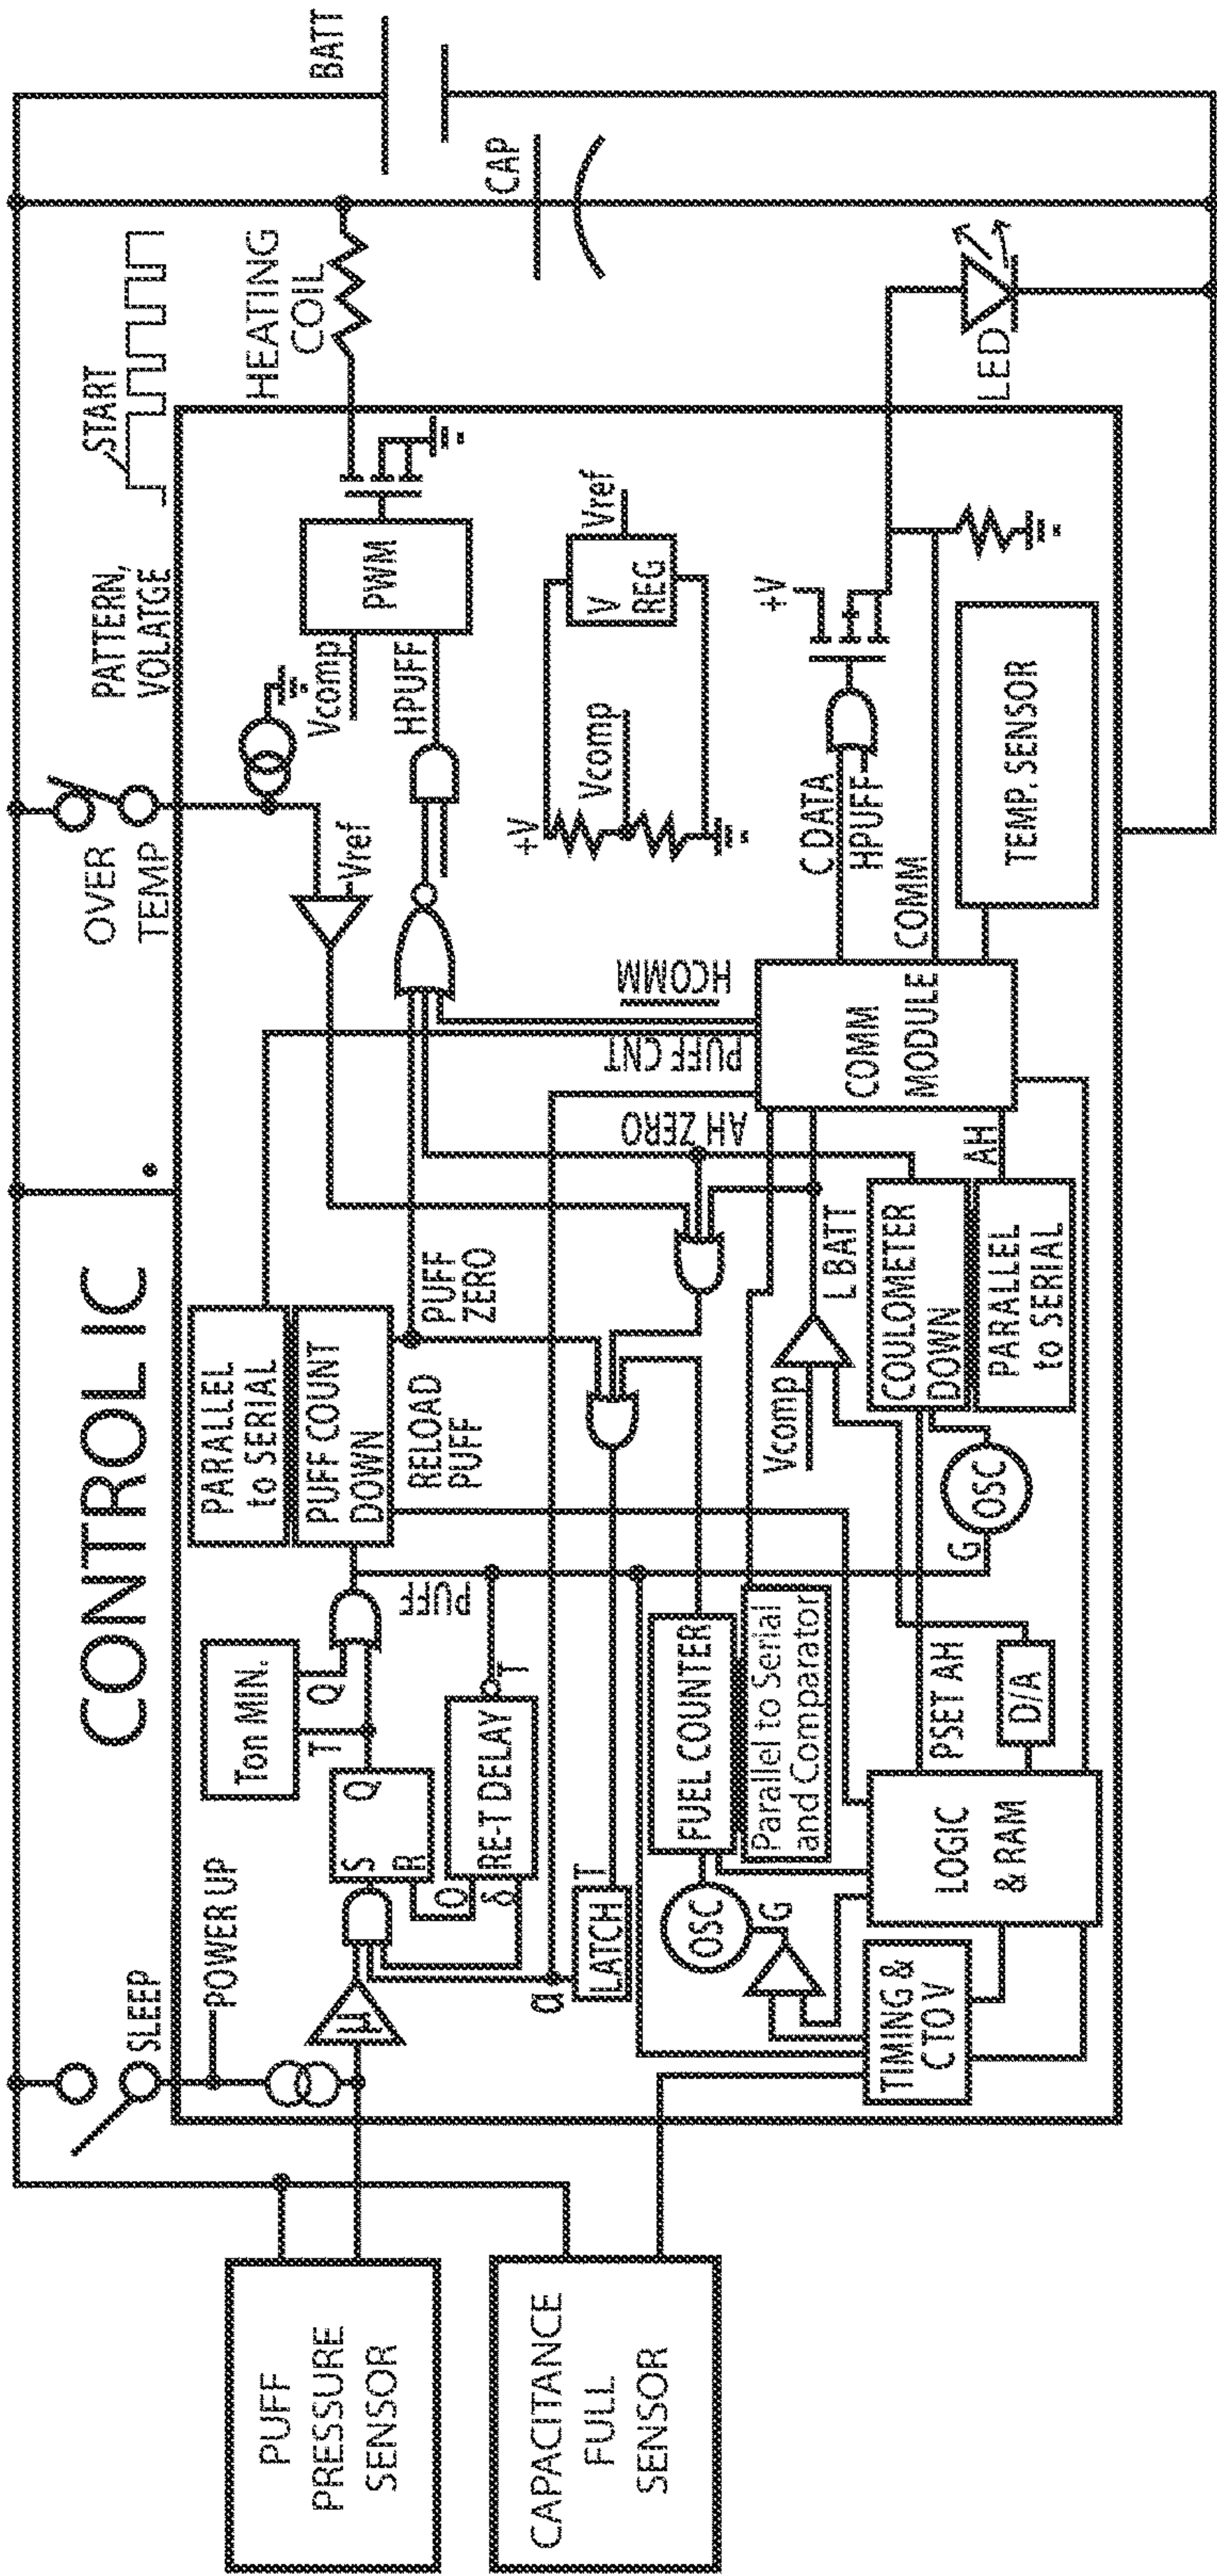 CONTROL iC
PUFF
PRESSURE
SENSOR
CAPACITANCE
FULL
SENSOR
SLEEP
POWER UP
μ
S
Q
R
Ton MIN.
T
Q
O
δ
RE-T DELAY
T
a
LATCH
T
PUFF
PARALLEL
to SERIAL
PUFF COUNT
DOWN
RELOAD
PUFF
PUFF
ZERO
OSC
G
FUEL COUNTER
Parallel to Serial
and Comparator
TIMING &
CTO V
LOGIC
& RAM
PSET AH
D/A
G
OSC
Vcomp
L BATT
COULOMETER
DOWN
PARALLEL
to SERIAL
AH
AH ZERO
PUFF CNT
HCOMM
COMM
MODULE
OVER
TEMP
Vref
PATTERN,
VOLATGE
START
Vcomp
HPUFF
PWM
HEATING
COIL
+V
Vcomp
V
REG
Vref
CDATA
HPUFF
COMM
+V
TEMP. SENSOR
LED
CAP
BATT